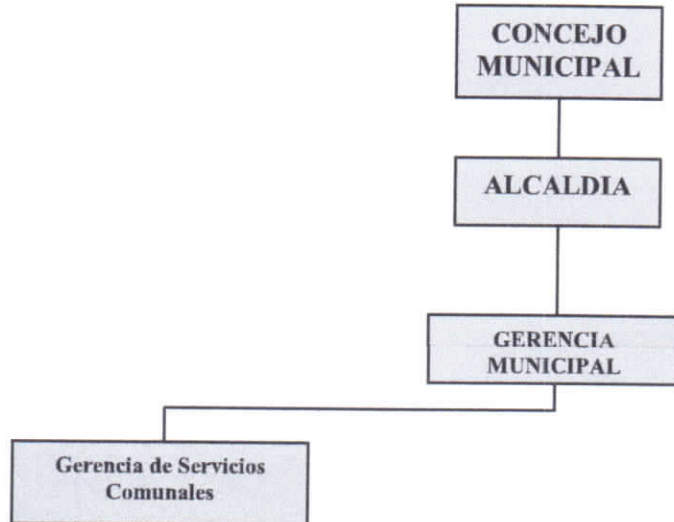 CONCEJO
MUNICIPAL
ALCALDIA
GERENCIA
MUNICIPAL
Gerencia de Servicios
Comunales